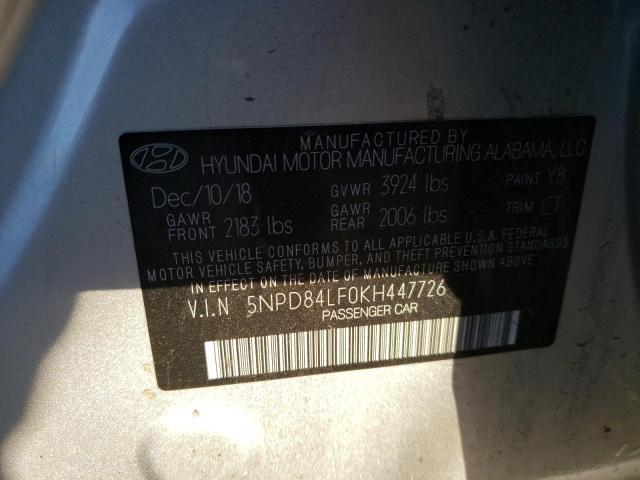 MANUFACTURED BY
HYUNDAI MOTOR MANUFACTURING ALABAMA, LLC
Dec/10/18 GVWR 3924 lbs PAINT Y8
GAWR FRONT 2183 lbs GAWR REAR 2006 lbs TRIM CT
THIS VEHICLE CONFORMS TO ALL APPLICABLE U.S.A. FEDERAL
MOTOR VEHICLE SAFETY, BUMPER, AND THEFT PREVENTION STANDARDS
IN EFFECT ON THE DATE OF MANUFACTURE SHOWN ABOVE.
V.I.N 5NPD84LF0KH447726
PASSENGER CAR